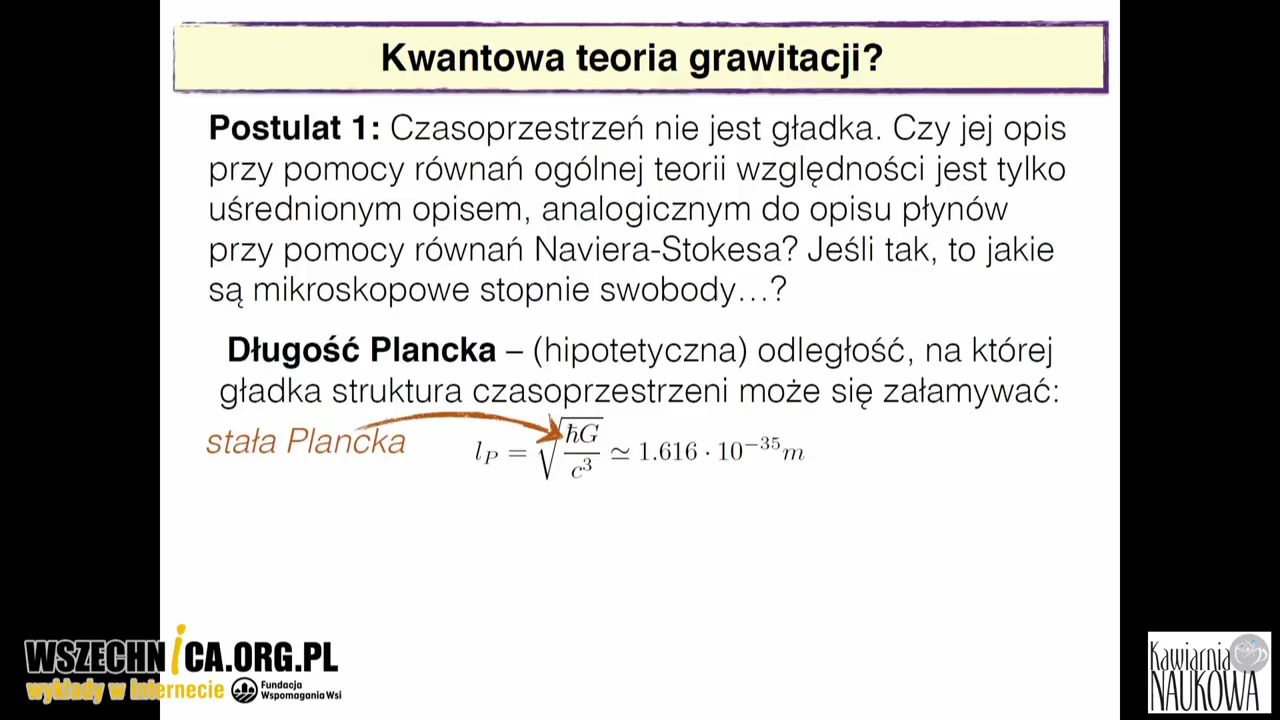 Kwantowa teoria grawitacji?
Postulat 1: Czasoprzestrzeń nie jest gładka. Czy jej opis
przy pomocy równań ogólnej teorii względności jest tylko
uśrednionym opisem, analogicznym do opisu płynów
przy pomocy równań Naviera-Stokesa? Jeśli tak, to jakie
są mikroskopowe stopnie swobody…?
Długość Plancka – (hipotetyczna) odległość, na której
gładka struktura czasoprzestrzeni może się załamywać:
stała Plancka
l_P = √(ħG/c³) ≃ 1.616 · 10⁻³⁵m
WSZECHNiCA.ORG.PL
wykłady w Internecie
Fundacja
Wspomagania Wsi
Kawiarnia
NAUKOWA